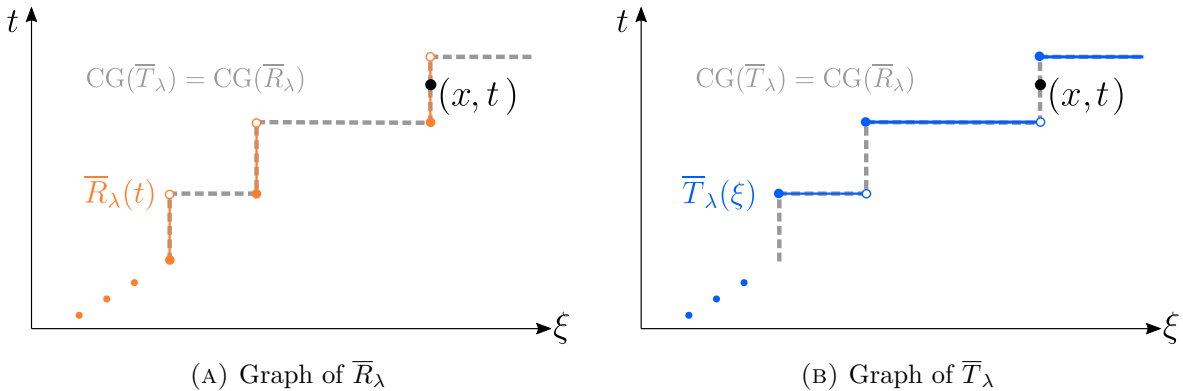 t
CG(T̅_λ) = CG(R̅_λ)
(x, t)
R̅_λ(t)
ξ
(A) Graph of R̅_λ
t
CG(T̅_λ) = CG(R̅_λ)
(x, t)
T̅_λ(ξ)
ξ
(B) Graph of T̅_λ